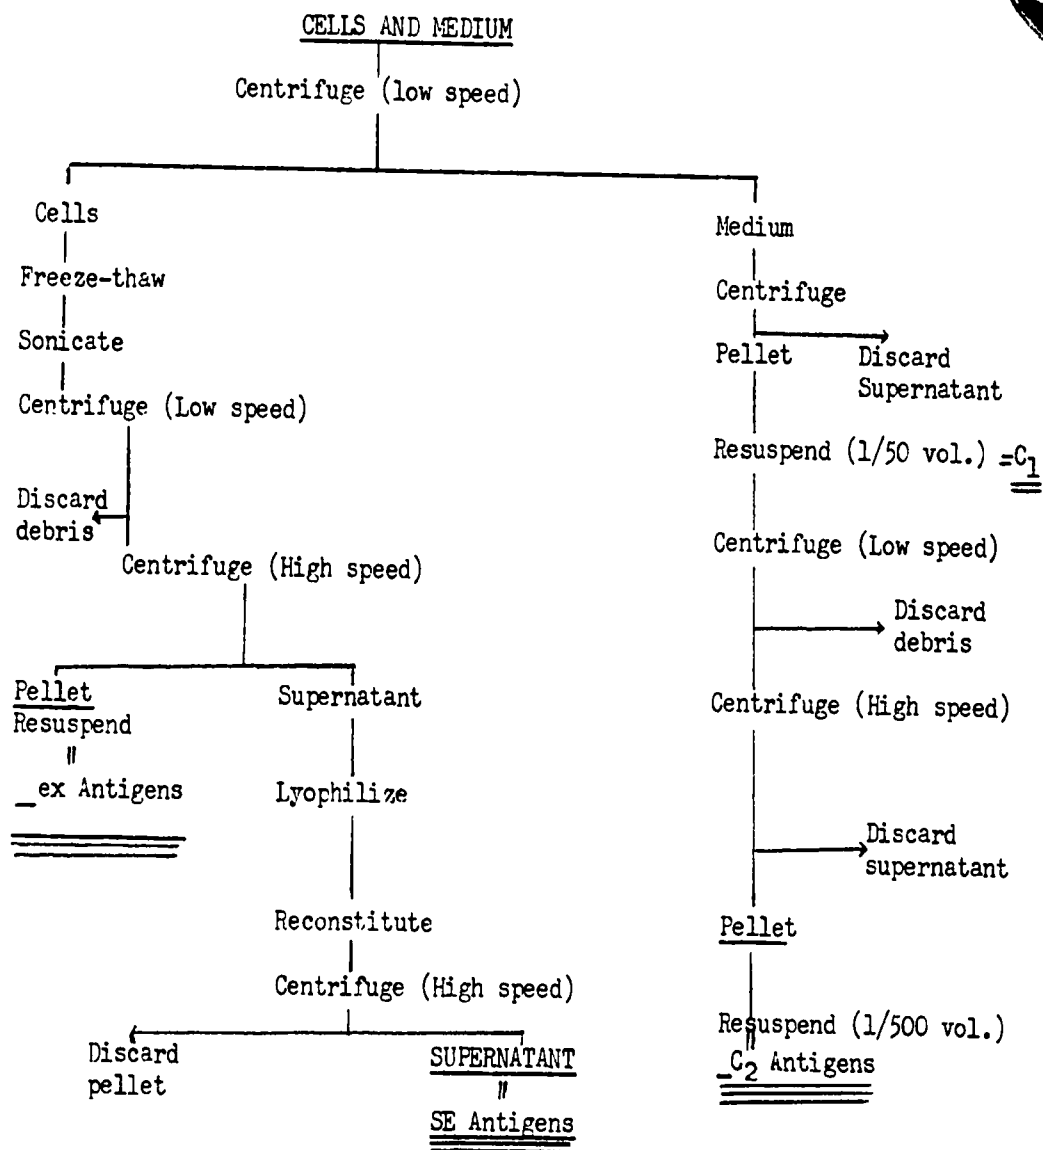 CELLS AND MEDIUM
Centrifuge (low speed)
Cells
Freeze-thaw
Sonicate
Centrifuge (Low speed)
Discard
debris
Centrifuge (High speed)
Pellet
Resuspend
"
_ex Antigens
Supernatant
Lyophilize
Reconstitute
Centrifuge (High speed)
Discard
pellet
SUPERNATANT
"
SE Antigens
Medium
Centrifuge
Pellet
Discard
Supernatant
Resuspend (1/50 vol.) =C₁
Centrifuge (Low speed)
Discard
debris
Centrifuge (High speed)
Discard
supernatant
Pellet
Resuspend (1/500 vol.)
"
_C₂ Antigens